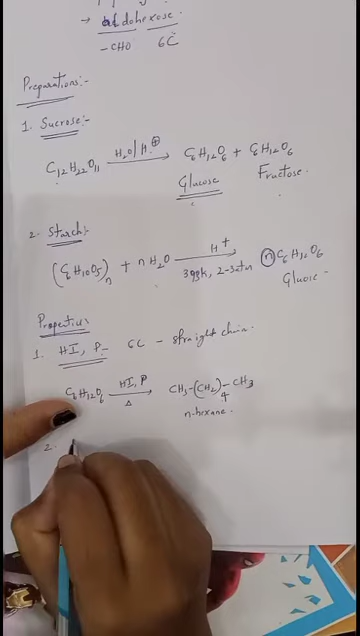 → aldohexose
-CHO 6C
Preparations:-
1. Sucrose:-
C12H22O11 H2O/H⊕ → C6H12O6 + C6H12O6
Glucose Fructose.
2. Starch:-
(C6H10O5)n + nH2O H+ → n C6H12O6
393K, 2-3atm Glucose-
Properties:-
1. HI, P:- 6C - straight chain.
C6H12O6 HI, P → CH3-(CH2)4-CH3
Δ n-hexane.
2.